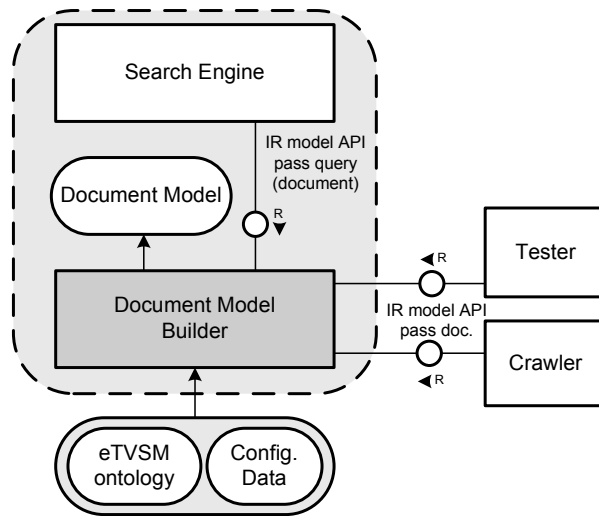 Search Engine
IR model API
pass query
(document)
R
Document Model
R
Tester
Document Model
Builder
IR model API
pass doc.
Crawler
R
eTVSM
ontology
Config.
Data